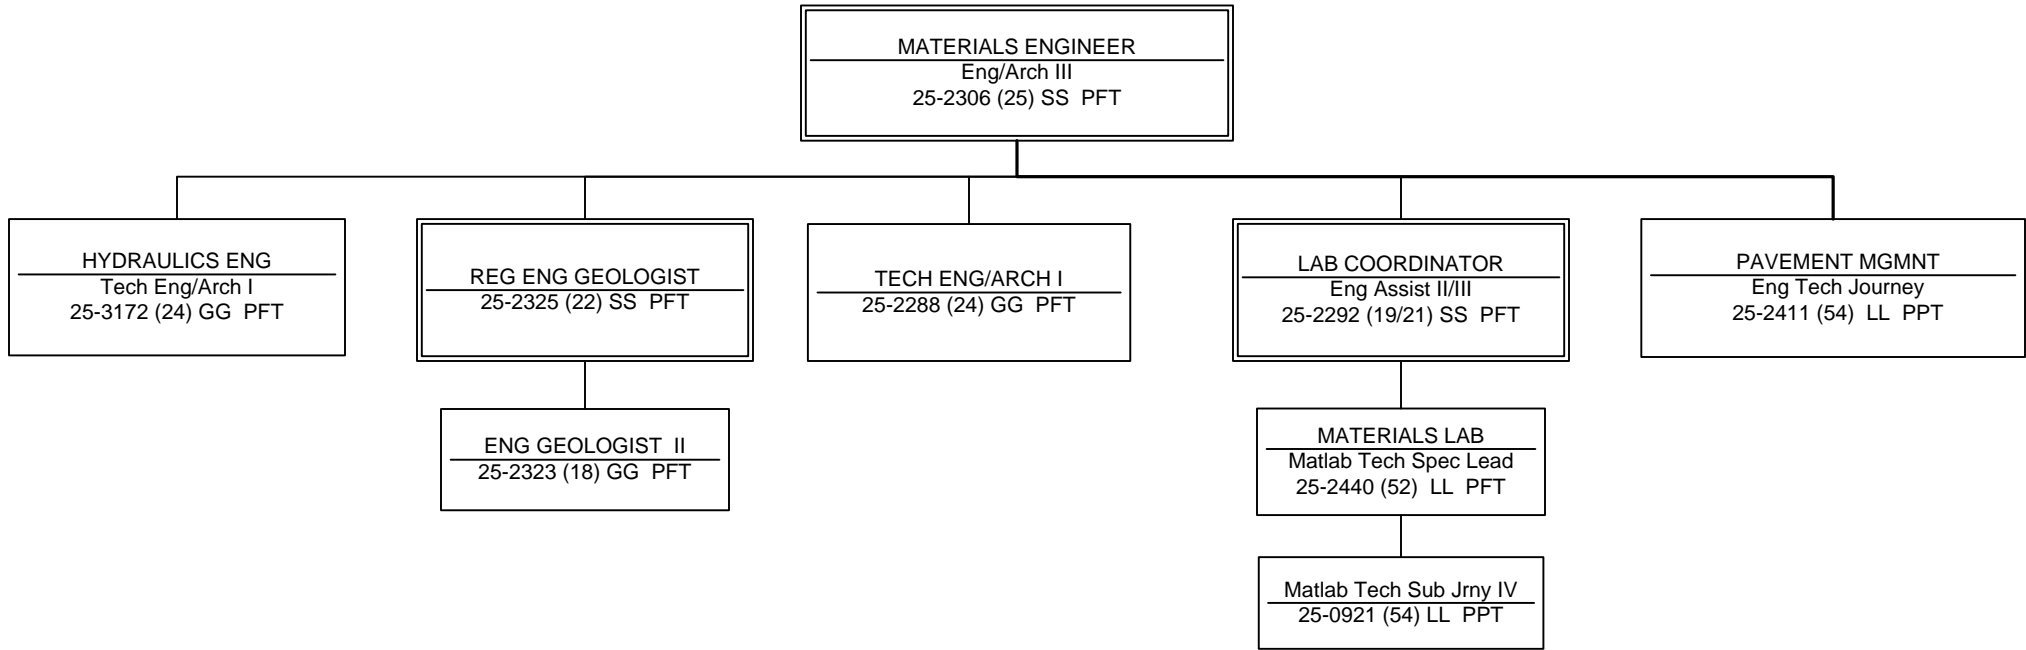 MATERIALS ENGINEER
Eng/Arch III
25-2306 (25) SS  PFT
HYDRAULICS ENG
Tech Eng/Arch I
25-3172 (24) GG  PFT
REG ENG GEOLOGIST
25-2325 (22) SS  PFT
TECH ENG/ARCH I
25-2288 (24) GG  PFT
LAB COORDINATOR
Eng Assist II/III
25-2292 (19/21) SS  PFT
PAVEMENT MGMNT
Eng Tech Journey
25-2411 (54)  LL  PPT
ENG GEOLOGIST  II
25-2323 (18) GG  PFT
MATERIALS LAB
Matlab Tech Spec Lead
25-2440 (52)  LL  PFT
Matlab Tech Sub Jrny IV
25-0921 (54) LL  PPT